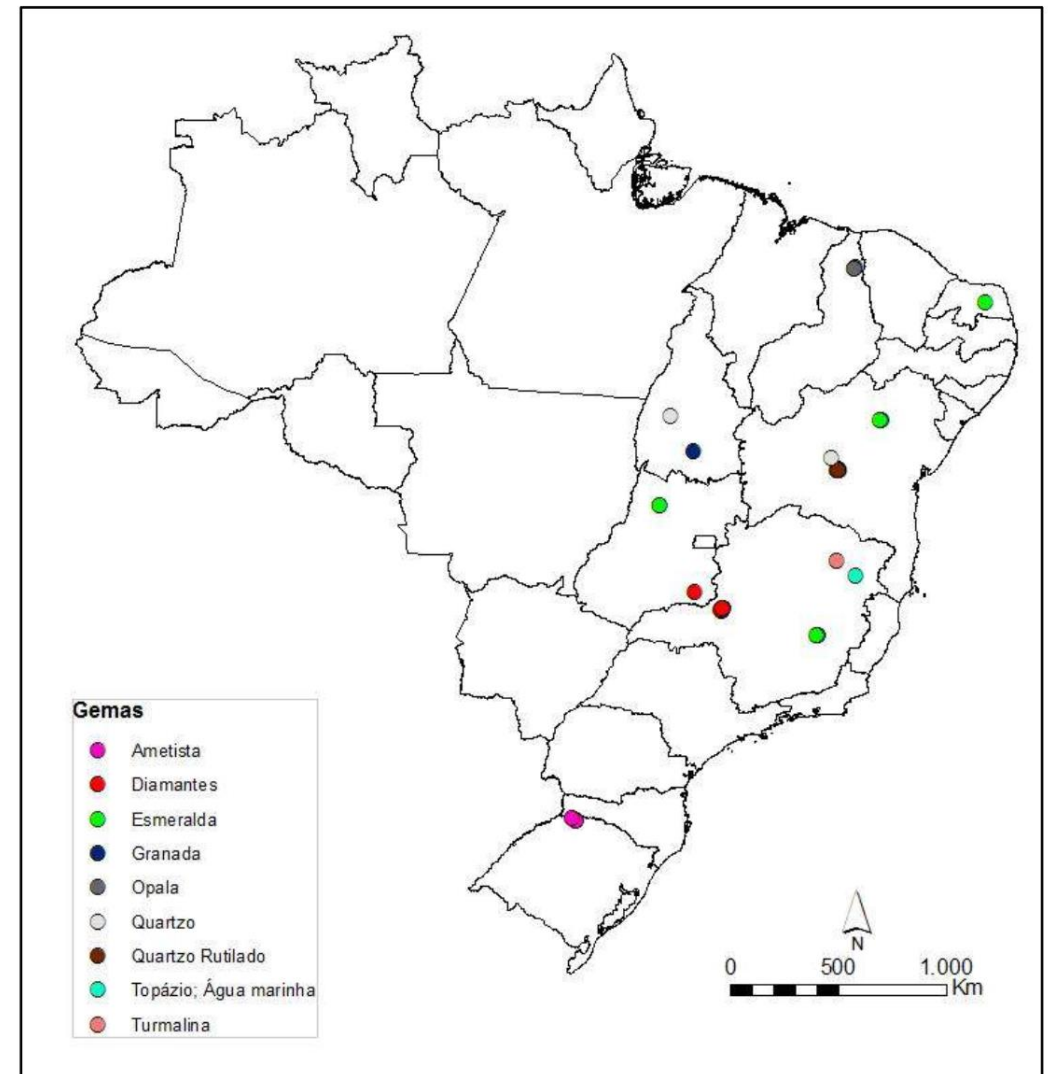 Gemas
Ametista
Diamantes
Esmeralda
Granada
Opala
Quartzo
Quartzo Rutilado
Topázio; Água marinha
Turmalina
N
0 500 1.000
Km